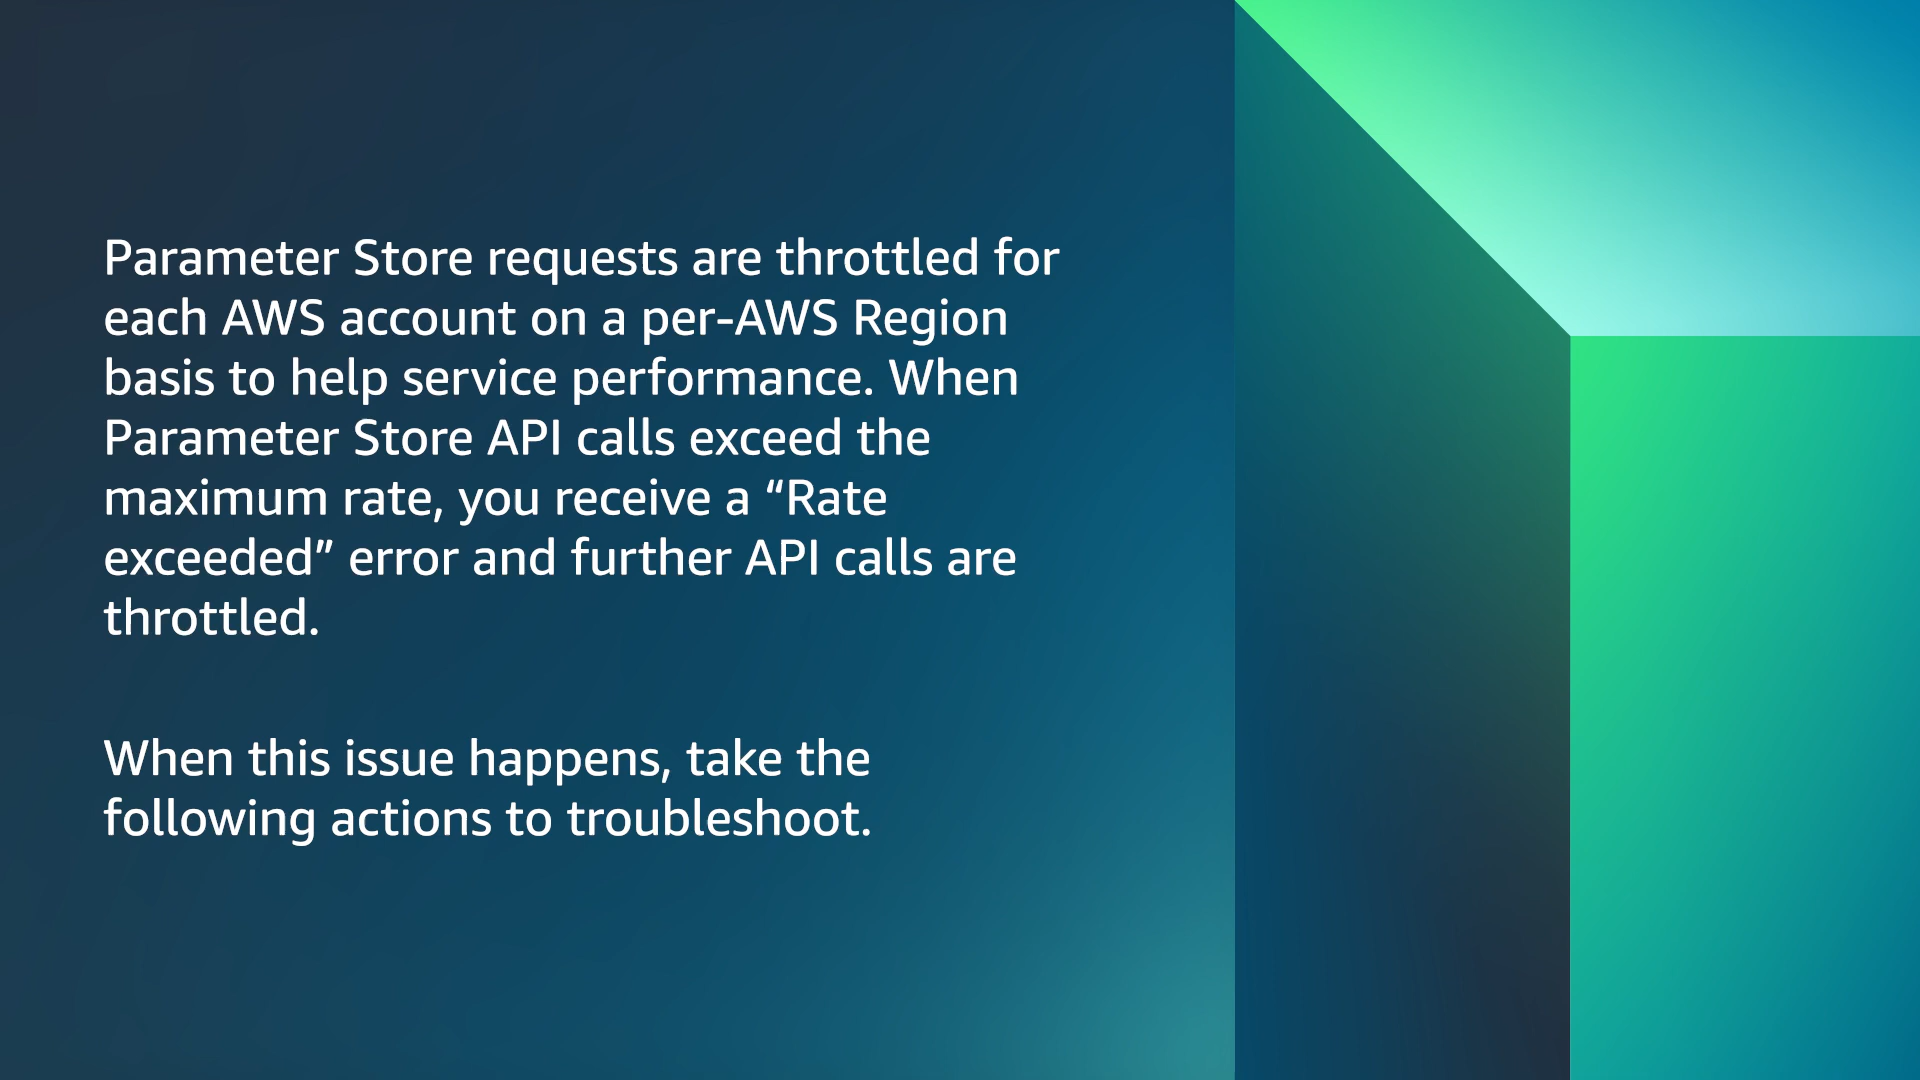 Parameter Store requests are throttled for
each AWS account on a per-AWS Region
basis to help service performance. When
Parameter Store API calls exceed the
maximum rate, you receive a “Rate
exceeded” error and further API calls are
throttled.
When this issue happens, take the
following actions to troubleshoot.